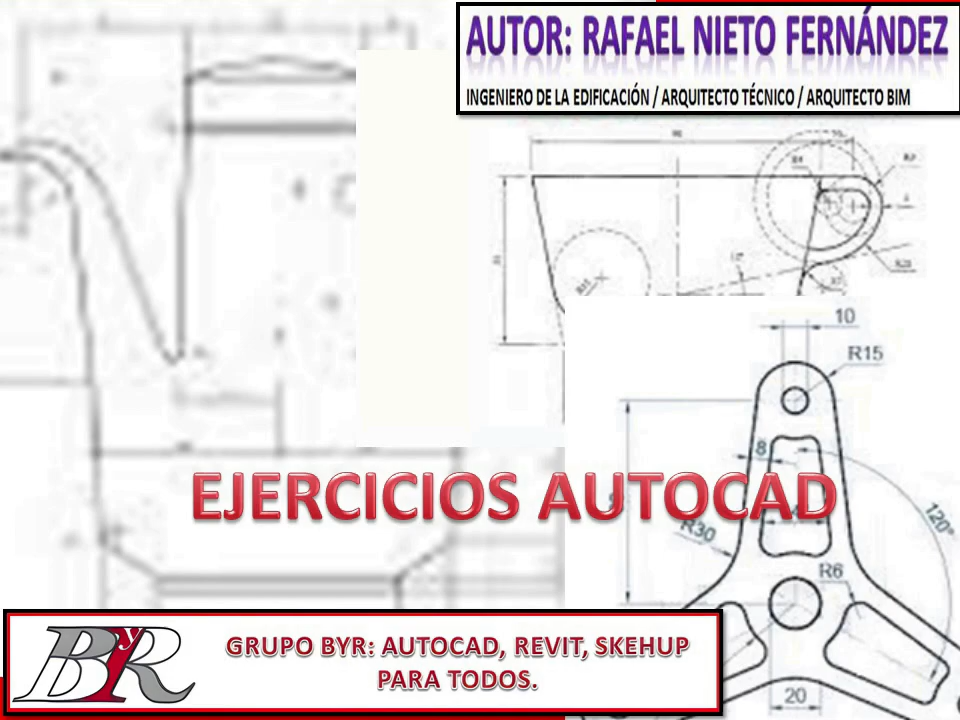 AUTOR: RAFAEL NIETO FERNÁNDEZ
INGENIERO DE LA EDIFICACIÓN / ARQUITECTO TÉCNICO / ARQUITECTO BIM
10
R15
8
EJERCICIOS AUTOCAD
R30
120°
R6
20
ByR
GRUPO BYR: AUTOCAD, REVIT, SKEHUP
PARA TODOS.